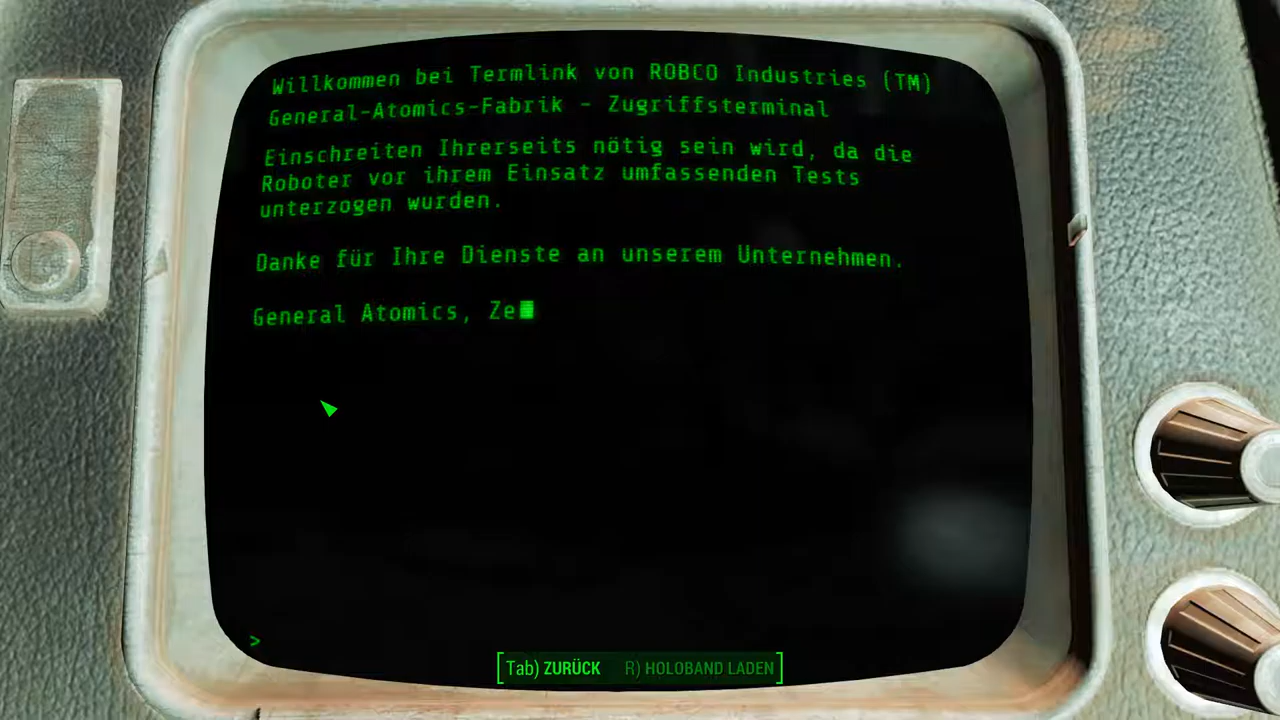 Willkommen bei Termlink von ROBCO Industries (TM)
General-Atomics-Fabrik - Zugriffsterminal
Einschreiten Ihrerseits nötig sein wird, da die
Roboter vor ihrem Einsatz umfassenden Tests
unterzogen wurden.
Danke für Ihre Dienste an unserem Unternehmen.
General Atomics, Ze
>
Tab) ZURÜCK R) HOLOBAND LADEN